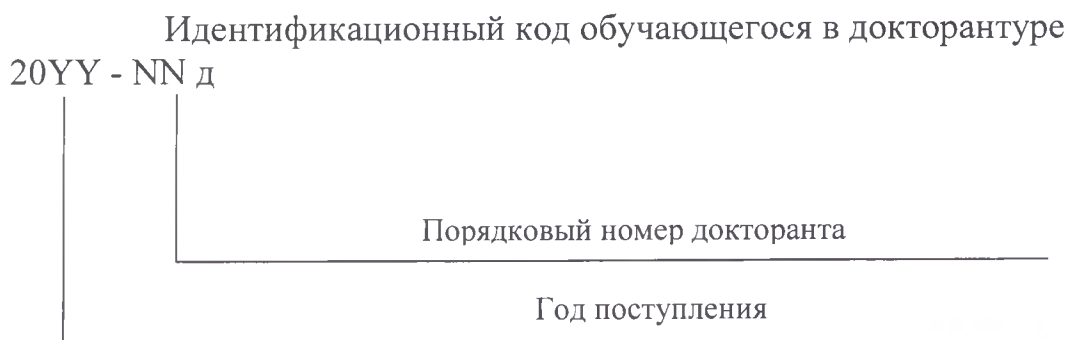 Идентификационный код обучающегося в докторантуре
20YY - NN д
Порядковый номер докторанта
Год поступления